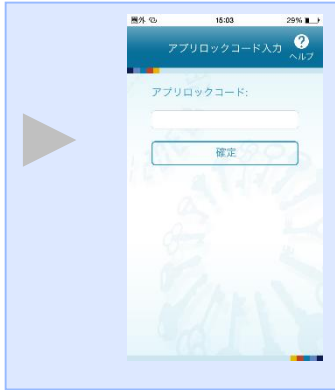 圏外 15:03 29%
アプリロックコード入力 ?
ヘルプ
アプリロックコード:
確定